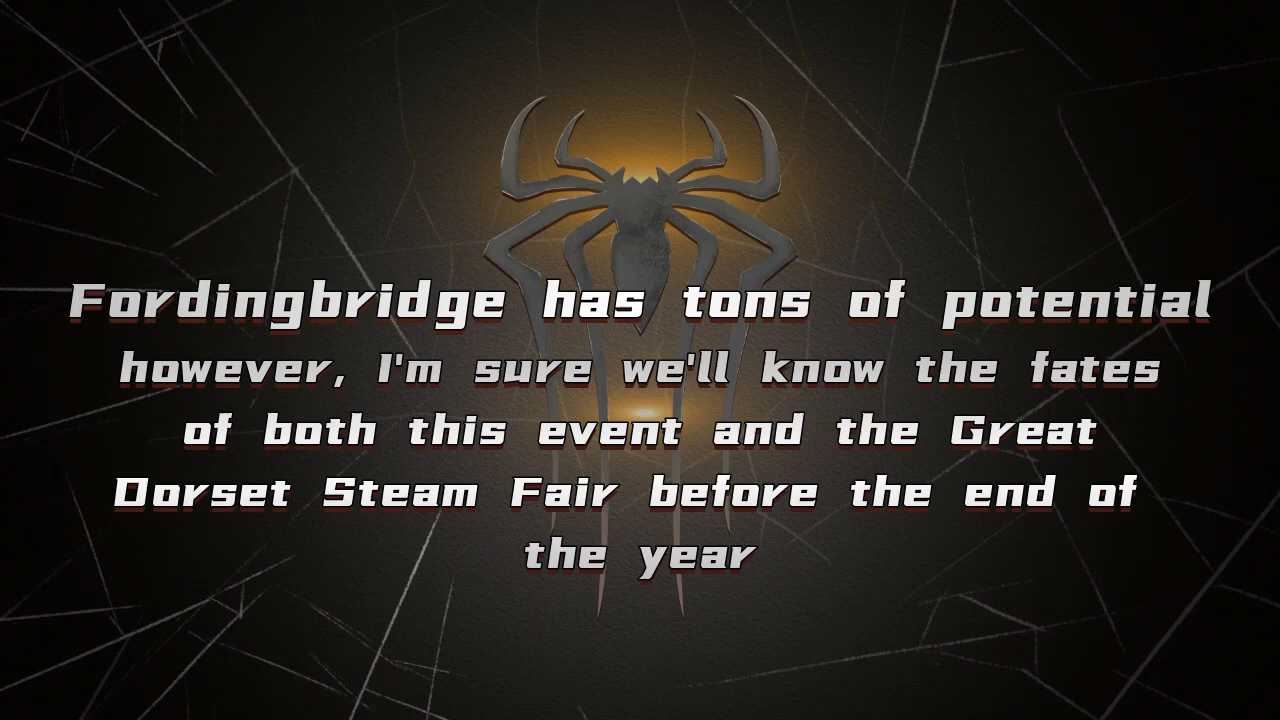 Fordingbridge has tons of potential
however, I'm sure we'll know the fates
of both this event and the Great
Dorset Steam Fair before the end of
the year